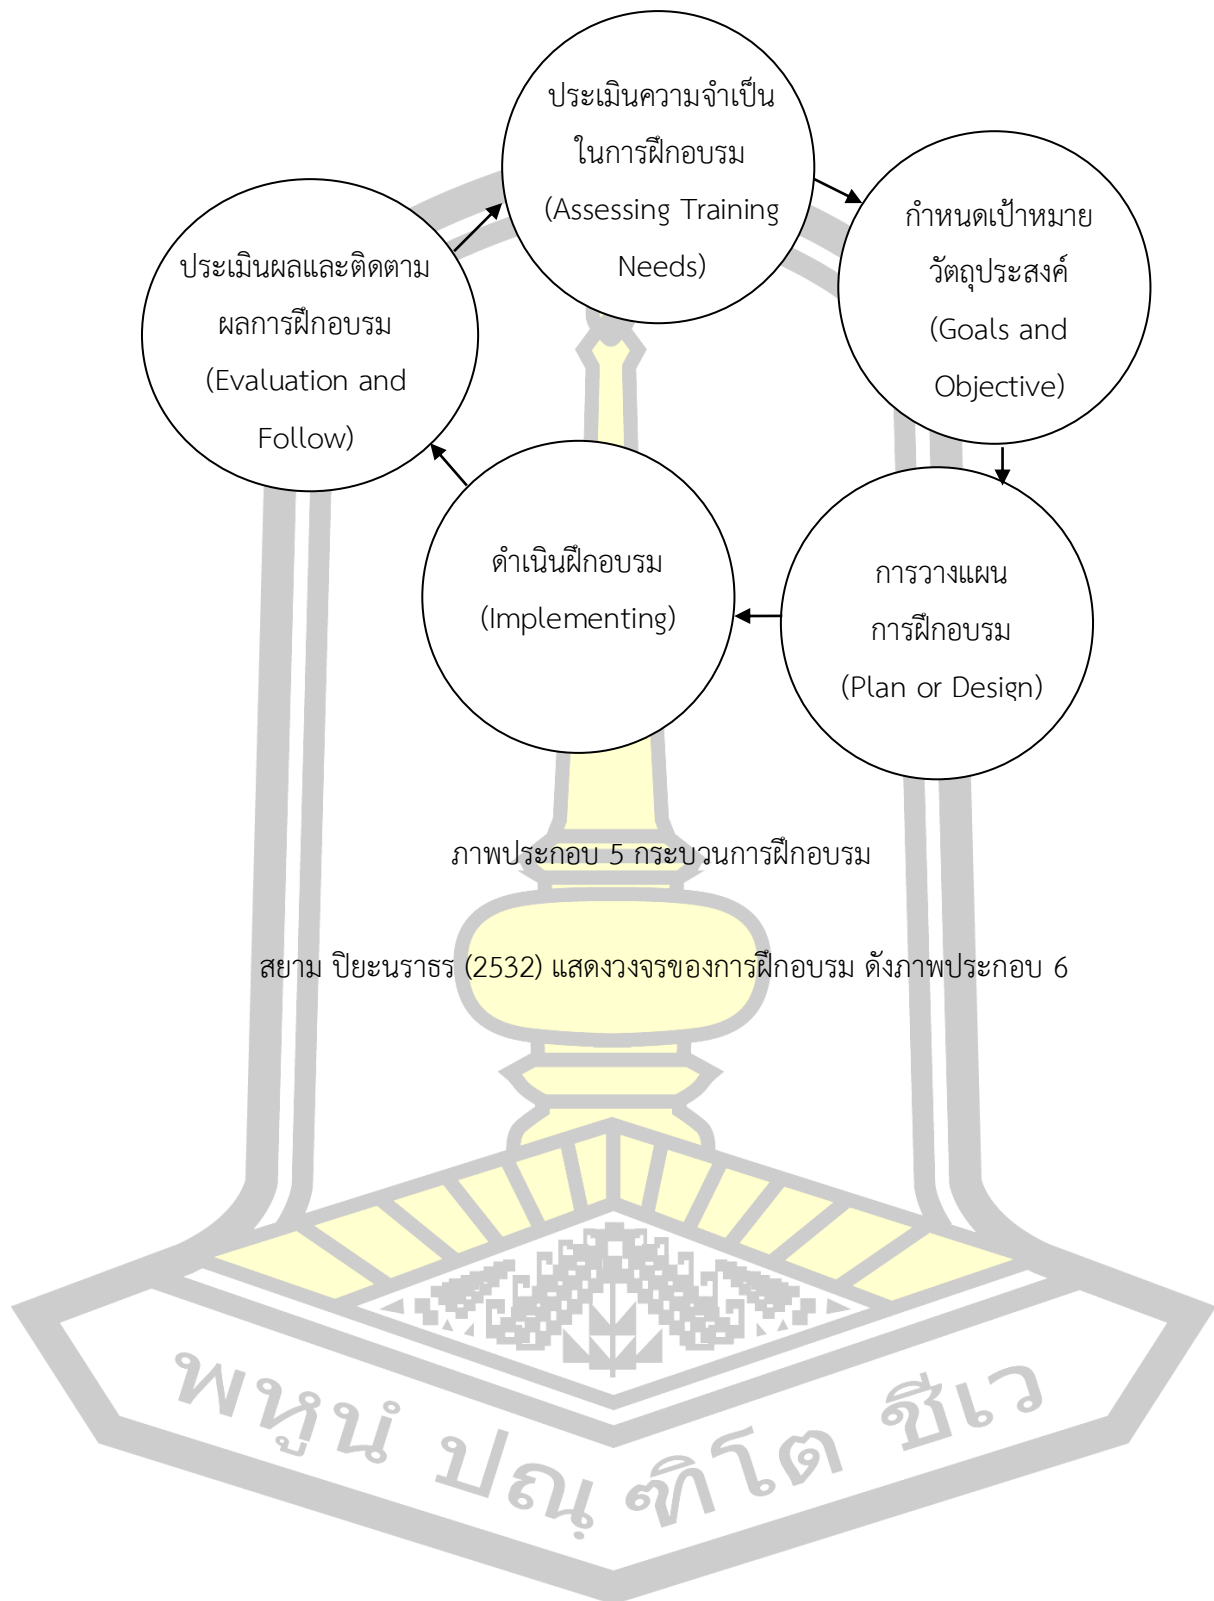 ประเมินความจำเป็น
ในการฝึกอบรม
(Assessing Training
Needs)
กำหนดเป้าหมาย
วัตถุประสงค์
(Goals and
Objective)
การวางแผน
การฝึกอบรม
(Plan or Design)
ดำเนินฝึกอบรม
(Implementing)
ประเมินผลและติดตาม
ผลการฝึกอบรม
(Evaluation and
Follow)
ภาพประกอบ 5 กระบวนการฝึกอบรม
สยาม ปิยะนราธร (2532) แสดงวงจรของการฝึกอบรม ดังภาพประกอบ 6
พหูนํ ปณฺฑิโต ชีเว